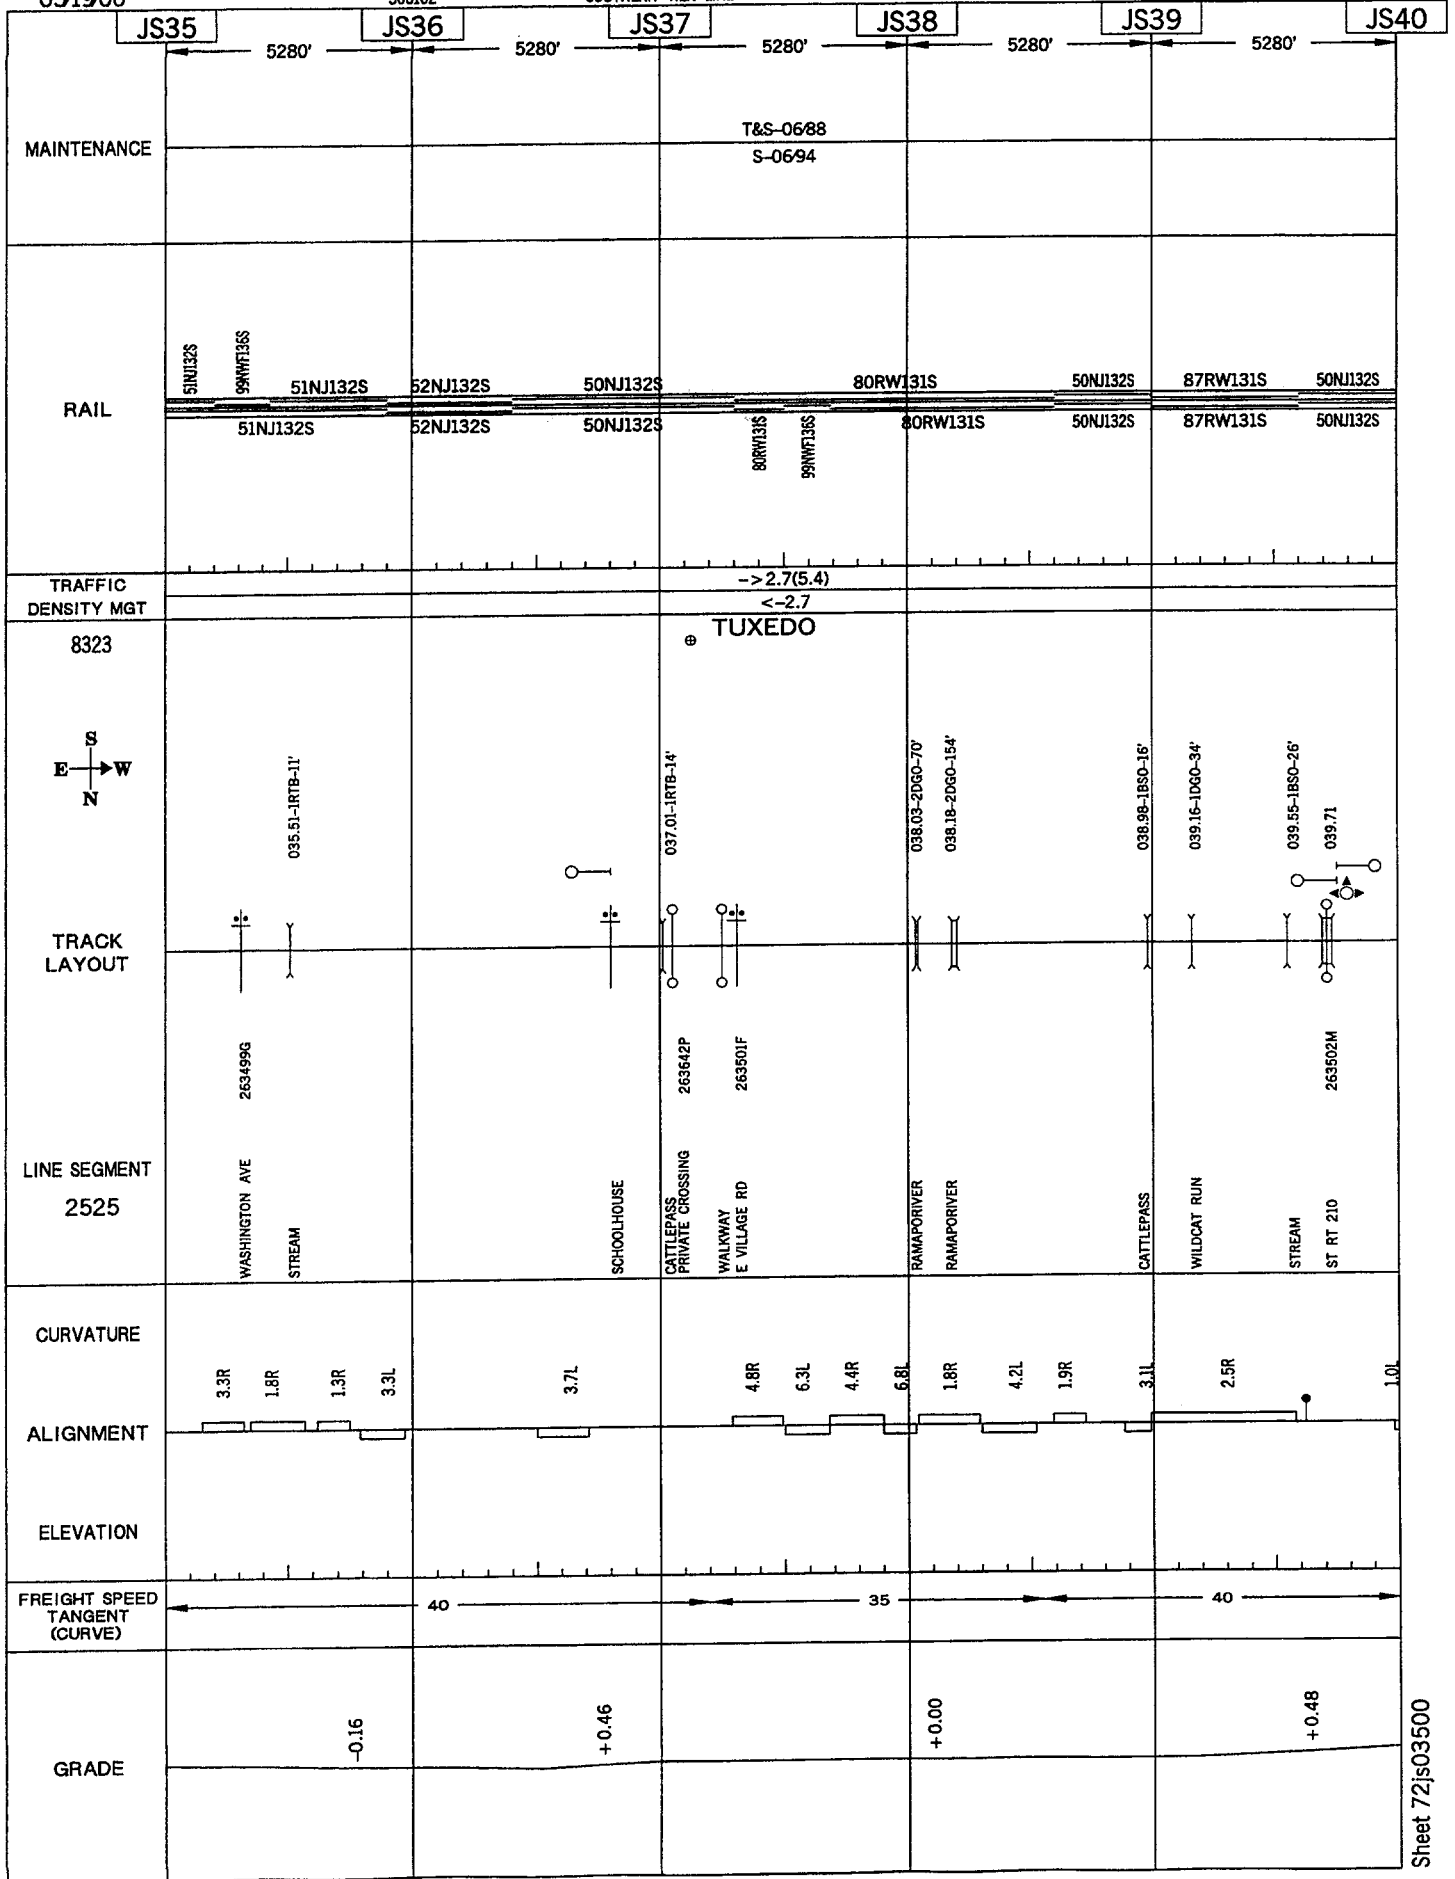 JS35 JS36 JS37 JS38 JS39 JS40
5280' 5280' 5280' 5280' 5280'
MAINTENANCE
T&S-06/88
S-06/94
RAIL
51NJ132S 99NWF136S 51NJ132S 52NJ132S 50NJ132S 80RW131S 50NJ132S 87RW131S 50NJ132S
51NJ132S 52NJ132S 50NJ132S 80RW131S 99NWF136S 80RW131S 50NJ132S 87RW131S 50NJ132S
TRAFFIC
DENSITY MGT
->2.7(5.4)
<-2.7
8323
TUXEDO
S
E W
N
035.51-1RTB-11' 037.01-1RTB-14' 038.03-2DGO-70' 038.18-2DGO-154' 038.98-1BSO-16' 039.16-1DGO-34' 039.55-1BSO-26' 039.71
TRACK
LAYOUT
263499G 263642P 263501F 263502M
LINE SEGMENT
2525
WASHINGTON AVE
STREAM
SCHOOLHOUSE
CATTLEPASS
PRIVATE CROSSING
WALKWAY
E VILLAGE RD
RAMAPORIVER
RAMAPORIVER
CATTLEPASS
WILDCAT RUN
STREAM
ST RT 210
CURVATURE
3.3R 1.8R 1.3R 3.3L 3.7L 4.8R 6.3L 4.4R 6.8L 1.8R 4.2L 1.9R 3.1L 2.5R 1.0L
ALIGNMENT
ELEVATION
FREIGHT SPEED
TANGENT
(CURVE)
40 35 40
GRADE
-0.16 +0.46 +0.00 +0.48
Sheet 72js03500